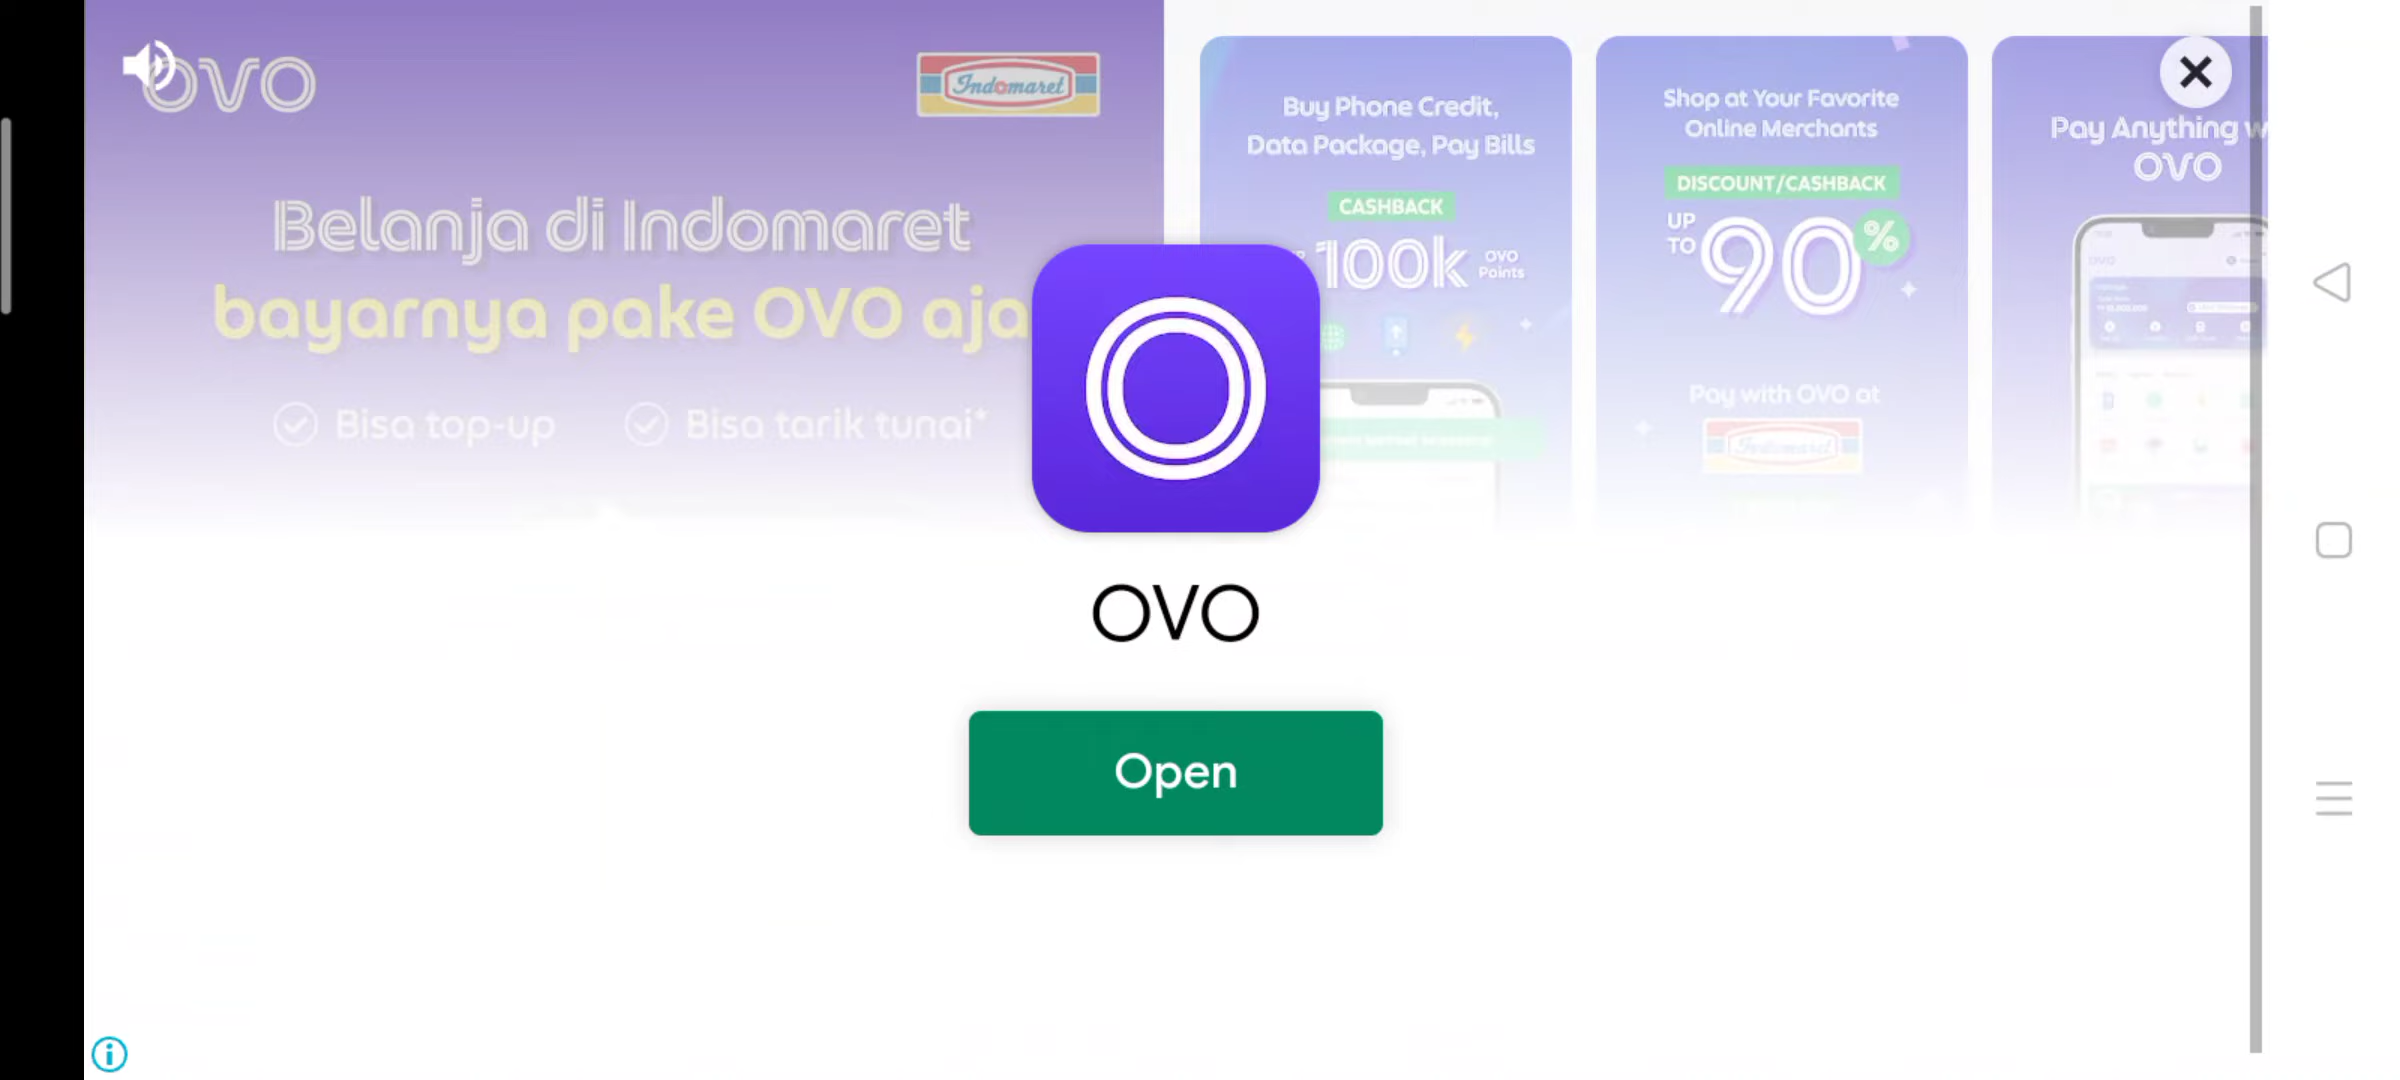 OVO
Indomaret
Belanja di Indomaret
bayarnya pake OVO aja
Bisa top-up
Bisa tarik tunai*
Buy Phone Credit,
Data Package, Pay Bills
CASHBACK
100k OVO Points
Shop at Your Favorite
Online Merchants
DISCOUNT/CASHBACK
UP TO 90%
Pay with OVO at
Indomaret
Pay Anything
OVO
OVO
Open